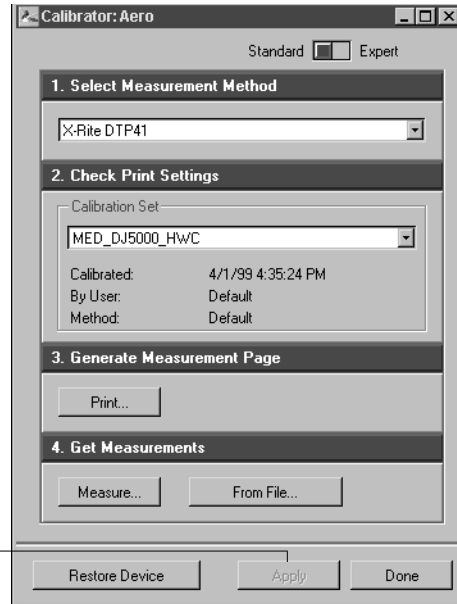 Calibrator: Aero
Standard Expert
1. Select Measurement Method
X-Rite DTP41
2. Check Print Settings
Calibration Set
MED_DJ5000_HWC
Calibrated: 4/1/99 4:35:24 PM
By User: Default
Method: Default
3. Generate Measurement Page
Print...
4. Get Measurements
Measure... From File...
Restore Device Apply Done